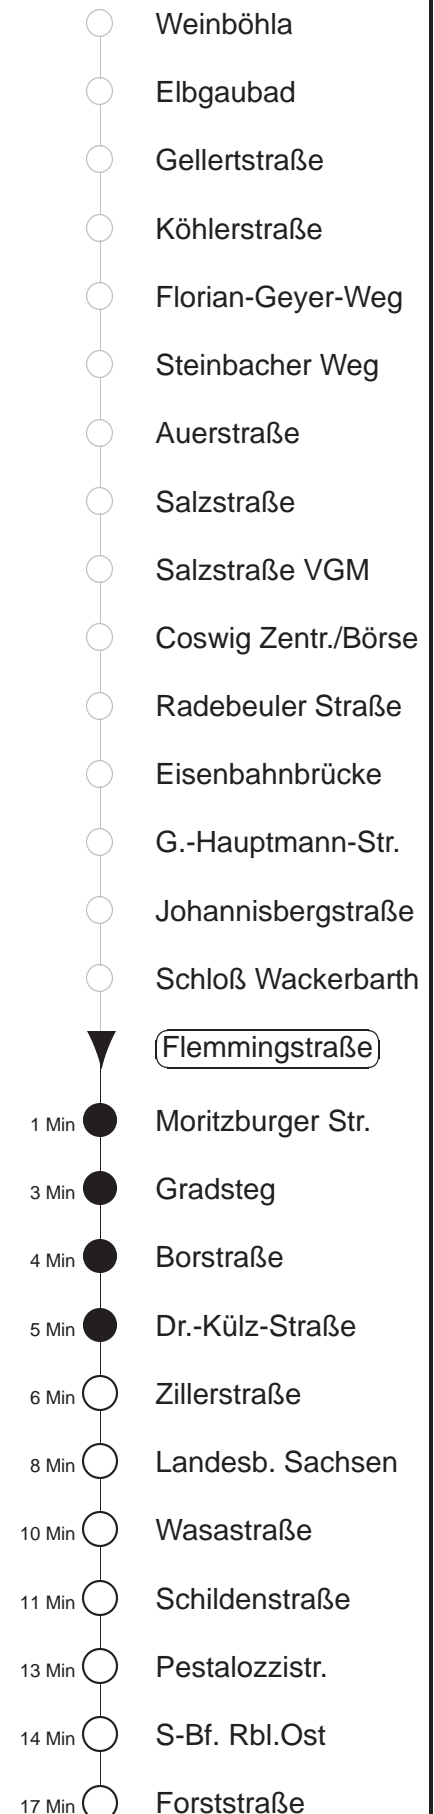 Weinböhla
Elbgaubad
Gellertstraße
Köhlerstraße
Florian-Geyer-Weg
Steinbacher Weg
Auerstraße
Salzstraße
Salzstraße VGM
Coswig Zentr./Börse
Radebeuler Straße
Eisenbahnbrücke
G.-Hauptmann-Str.
Johannisbergstraße
Schloß Wackerbarth
Flemmingstraße
1 Min Moritzburger Str.
3 Min Gradsteg
4 Min Borstraße
5 Min Dr.-Külz-Straße
6 Min Zillerstraße
8 Min Landesb. Sachsen
10 Min Wasastraße
11 Min Schildenstraße
13 Min Pestalozzistr.
14 Min S-Bf. Rbl.Ost
17 Min Forststraße